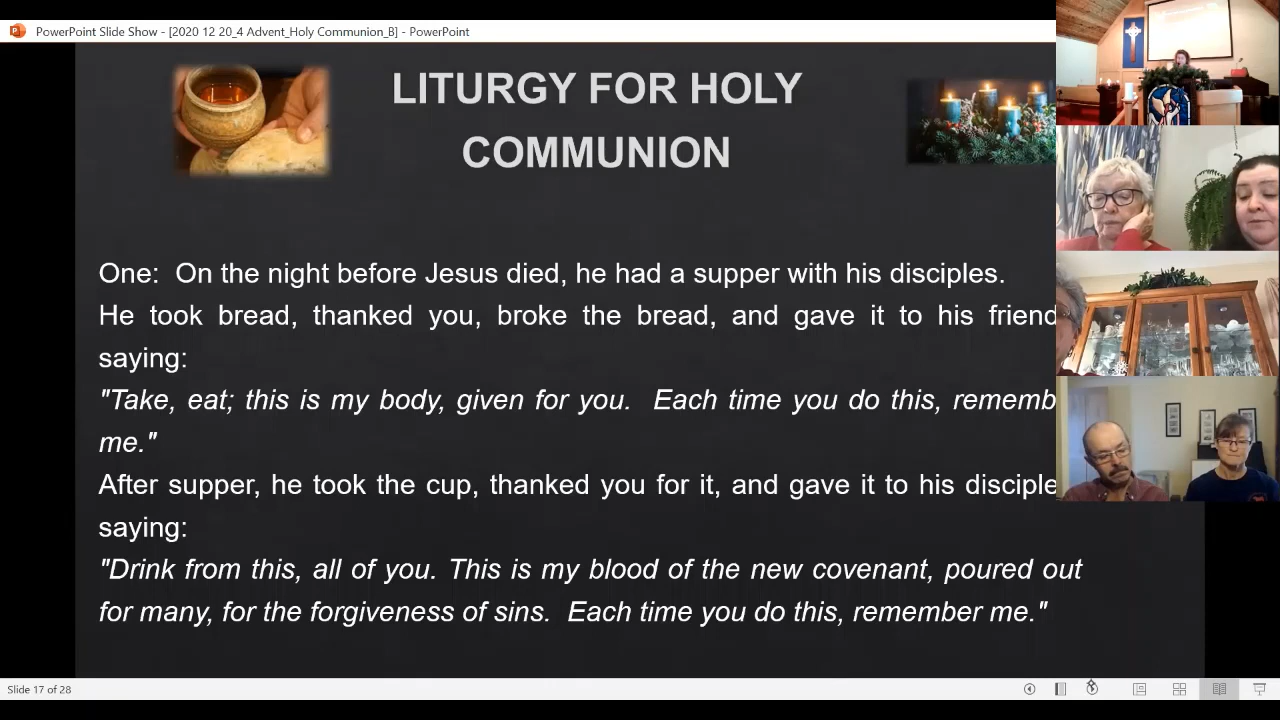 PowerPoint Slide Show - [2020 12 20_4 Advent_Holy Communion_B] - PowerPoint
LITURGY FOR HOLY
COMMUNION
One: On the night before Jesus died, he had a supper with his disciples.
He took bread, thanked you, broke the bread, and gave it to his friend
saying:
"Take, eat; this is my body, given for you. Each time you do this, rememb
me."
After supper, he took the cup, thanked you for it, and gave it to his disciple
saying:
"Drink from this, all of you. This is my blood of the new covenant, poured out
for many, for the forgiveness of sins. Each time you do this, remember me."
Slide 17 of 28